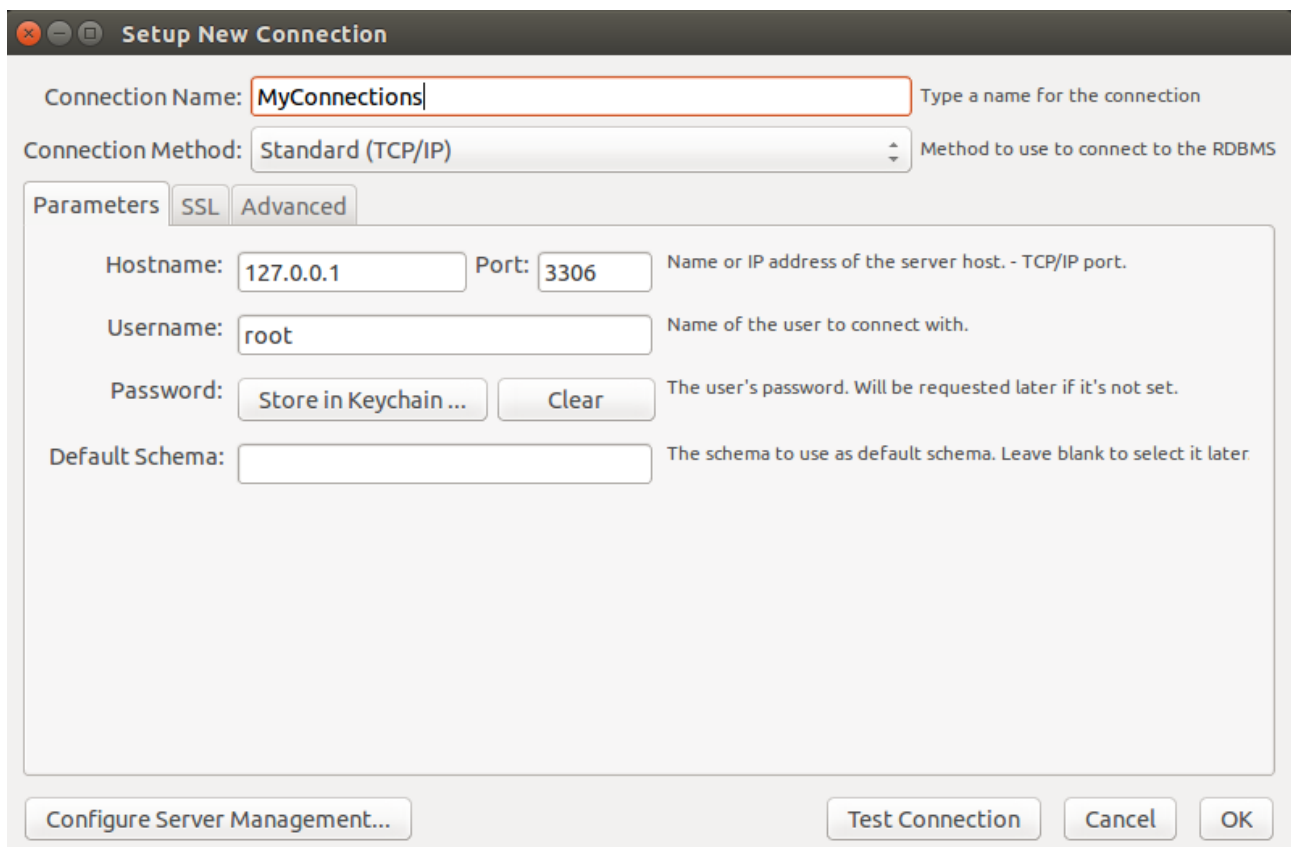 Setup New Connection
Connection Name: MyConnections Type a name for the connection
Connection Method: Standard (TCP/IP) Method to use to connect to the RDBMS
Parameters SSL Advanced
Hostname: 127.0.0.1 Port: 3306 Name or IP address of the server host. - TCP/IP port.
Username: root Name of the user to connect with.
Password: Store in Keychain ... Clear The user's password. Will be requested later if it's not set.
Default Schema: The schema to use as default schema. Leave blank to select it later.
Configure Server Management... Test Connection Cancel OK